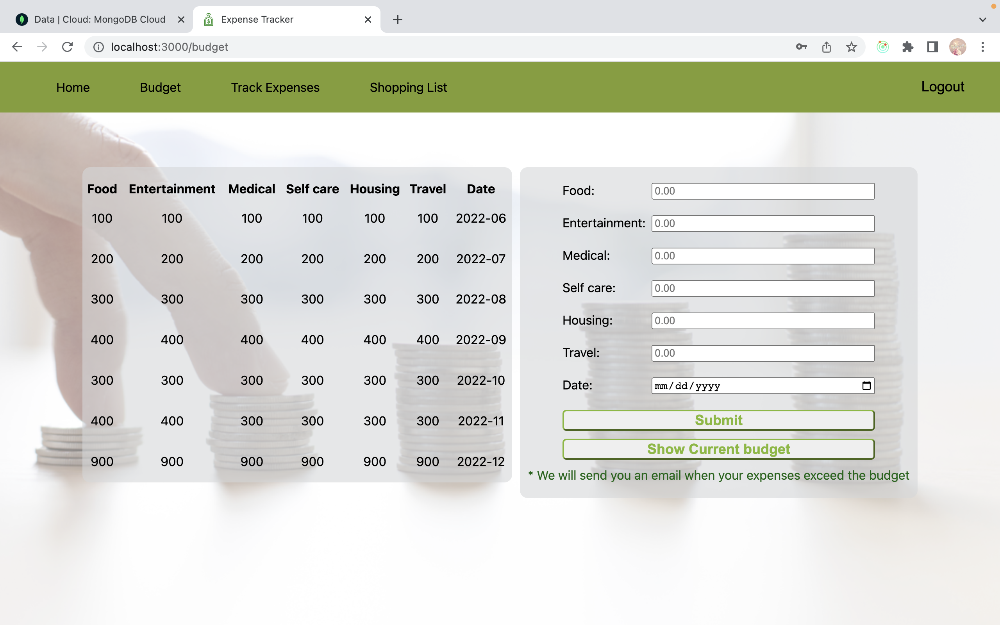 Data | Cloud: MongoDB Cloud
Expense Tracker
localhost:3000/budget
Home Budget Track Expenses Shopping List Logout
Food Entertainment Medical Self care Housing Travel Date
100 100 100 100 100 100 2022-06
200 200 200 200 200 200 2022-07
300 300 300 300 300 300 2022-08
400 400 400 400 400 400 2022-09
300 300 300 300 300 300 2022-10
400 400 300 300 300 300 2022-11
900 900 900 900 900 900 2022-12
Food: 0.00
Entertainment: 0.00
Medical: 0.00
Self care: 0.00
Housing: 0.00
Travel: 0.00
Date: mm/dd/yyyy
Submit
Show Current budget
* We will send you an email when your expenses exceed the budget